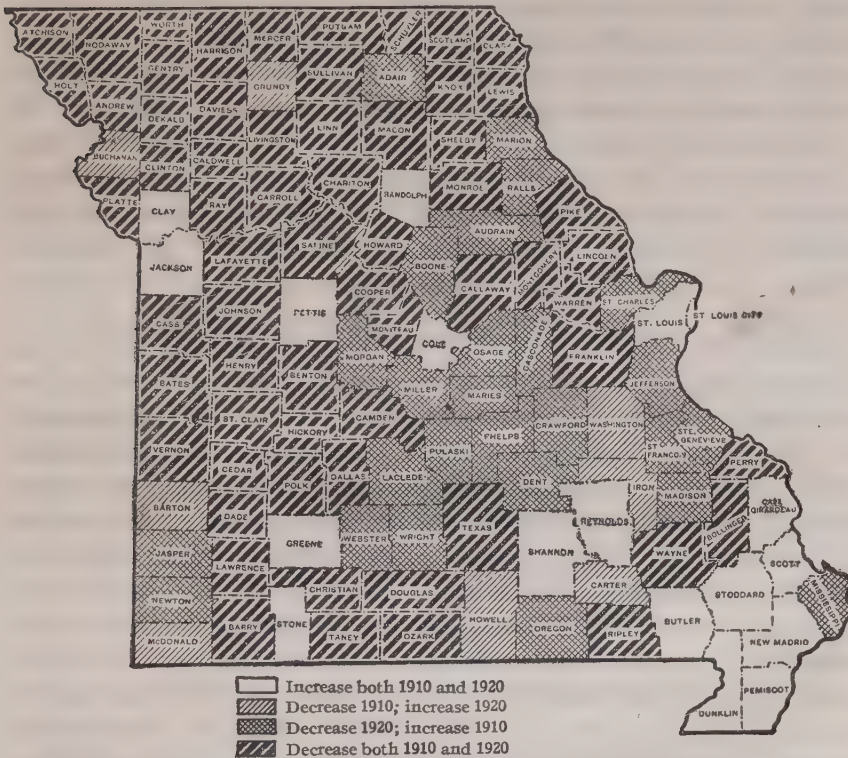 ATCHISON NODAWAY WORTH HARRISON MERCER PUTNAM SCHUYLER SCOTLAND CLARK
HOLT GENTRY GRUNDY SULLIVAN ADAIR KNOX LEWIS
ANDREW DEKALB DAVIESS LIVINGSTON LINN MACON SHELBY MARION
BUCHANAN CLINTON CALDWELL RALLS
PLATTE CLAY RAY CARROLL CHARITON RANDOLPH MONROE PIKE
AUDRAIN
JACKSON LAFAYETTE SALINE HOWARD BOONE CALLAWAY MONTGOMERY LINCOLN
COOPER WARREN ST. CHARLES
CASS JOHNSON PETTIS MONITEAU COLE OSAGE GASCONADE FRANKLIN ST. LOUIS ST. LOUIS CITY
MORGAN
BATES HENRY BENTON MILLER MARIES JEFFERSON
ST. CLAIR HICKORY CAMDEN PHELPS CRAWFORD WASHINGTON STE. GENEVIEVE
VERNON CEDAR POLK DALLAS LACLEDE PULASKI DENT IRON ST FRANCOIS PERRY
BARTON DADE MADISON CAPE GIRARDEAU
JASPER GREENE WEBSTER WRIGHT TEXAS SHANNON REYNOLDS WAYNE BOLLINGER
LAWRENCE SCOTT
NEWTON CHRISTIAN DOUGLAS CARTER STODDARD MISSISSIPPI
MCDONALD BARRY STONE TANEY OZARK HOWELL OREGON RIPLEY BUTLER NEW MADRID
DUNKLIN PEMISCOT
Increase both 1910 and 1920
Decrease 1910; increase 1920
Decrease 1920; increase 1910
Decrease both 1910 and 1920